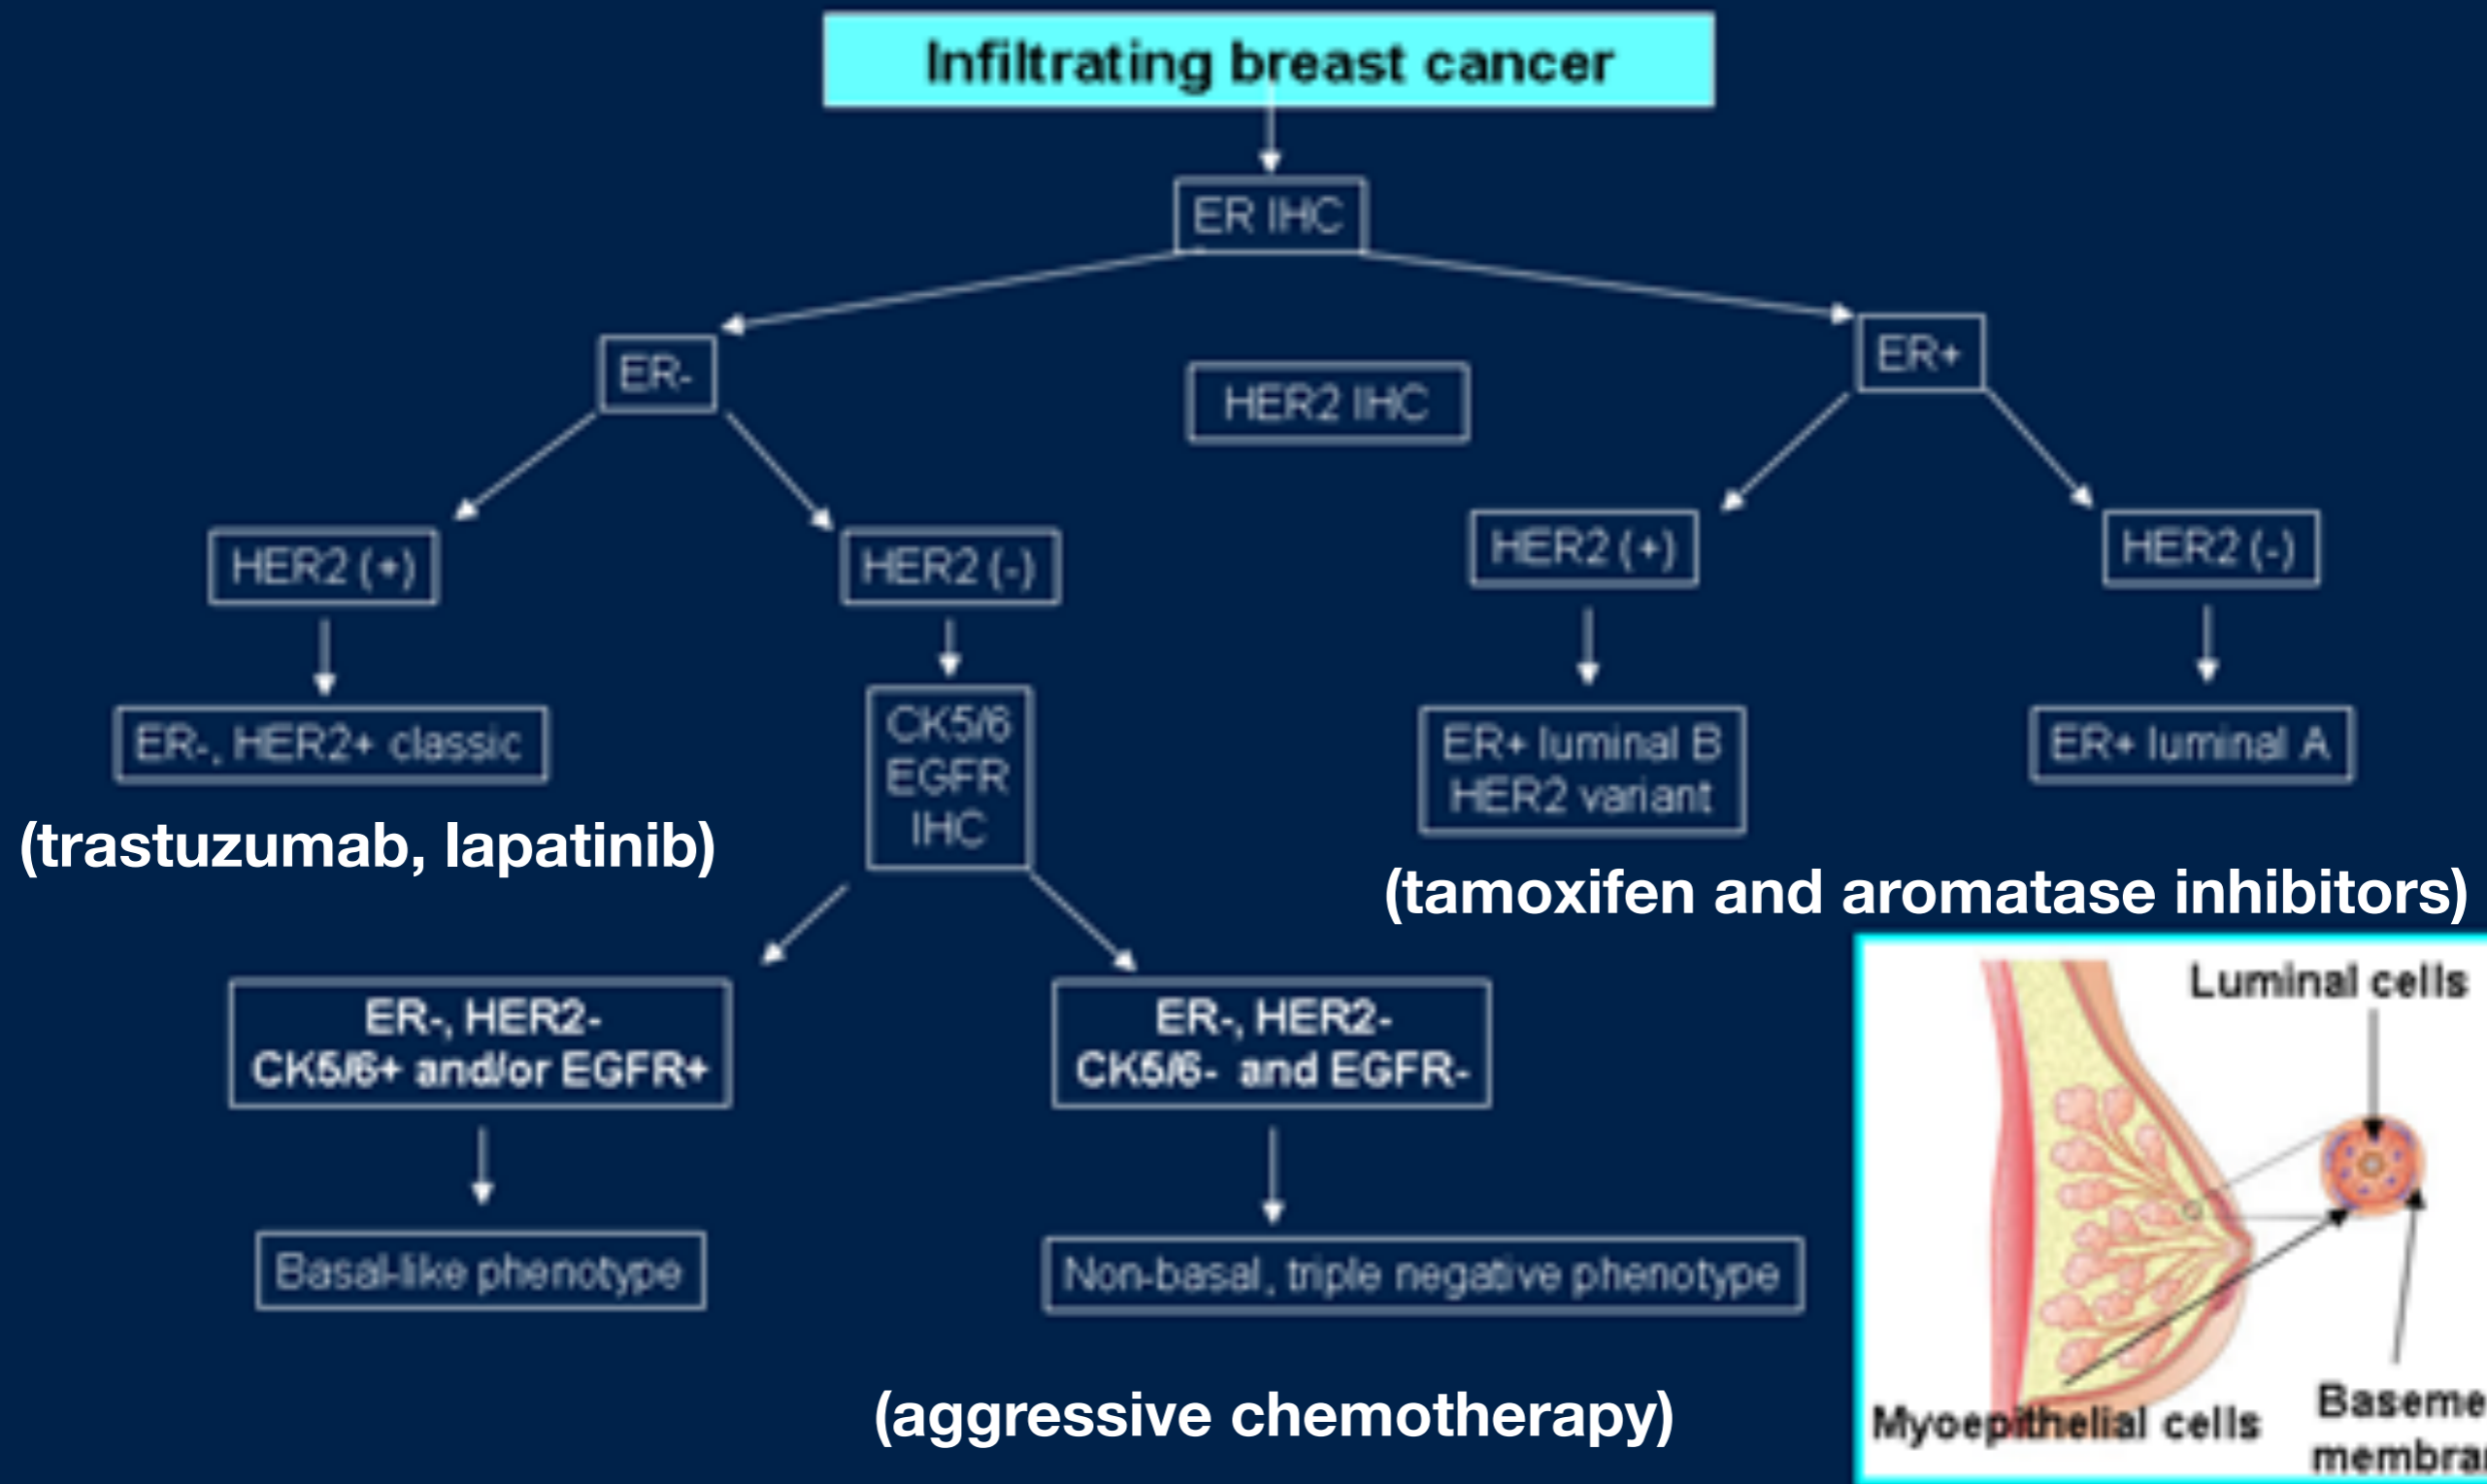 Infiltrating breast cancer
ER IHC
ER-
HER2 IHC
ER+
HER2 (+)
HER2 (-)
HER2 (+)
HER2 (-)
ER-, HER2+ classic
CK5/6
EGFR
IHC
ER+ luminal B
HER2 variant
ER+ luminal A
(trastuzumab, lapatinib)
(tamoxifen and aromatase inhibitors)
ER-, HER2-
CK5/6+ and/or EGFR+
ER-, HER2-
CK5/6- and EGFR-
Basal-like phenotype
Non-basal, triple negative phenotype
(aggressive chemotherapy)
Luminal cells
Myoepithelial cells